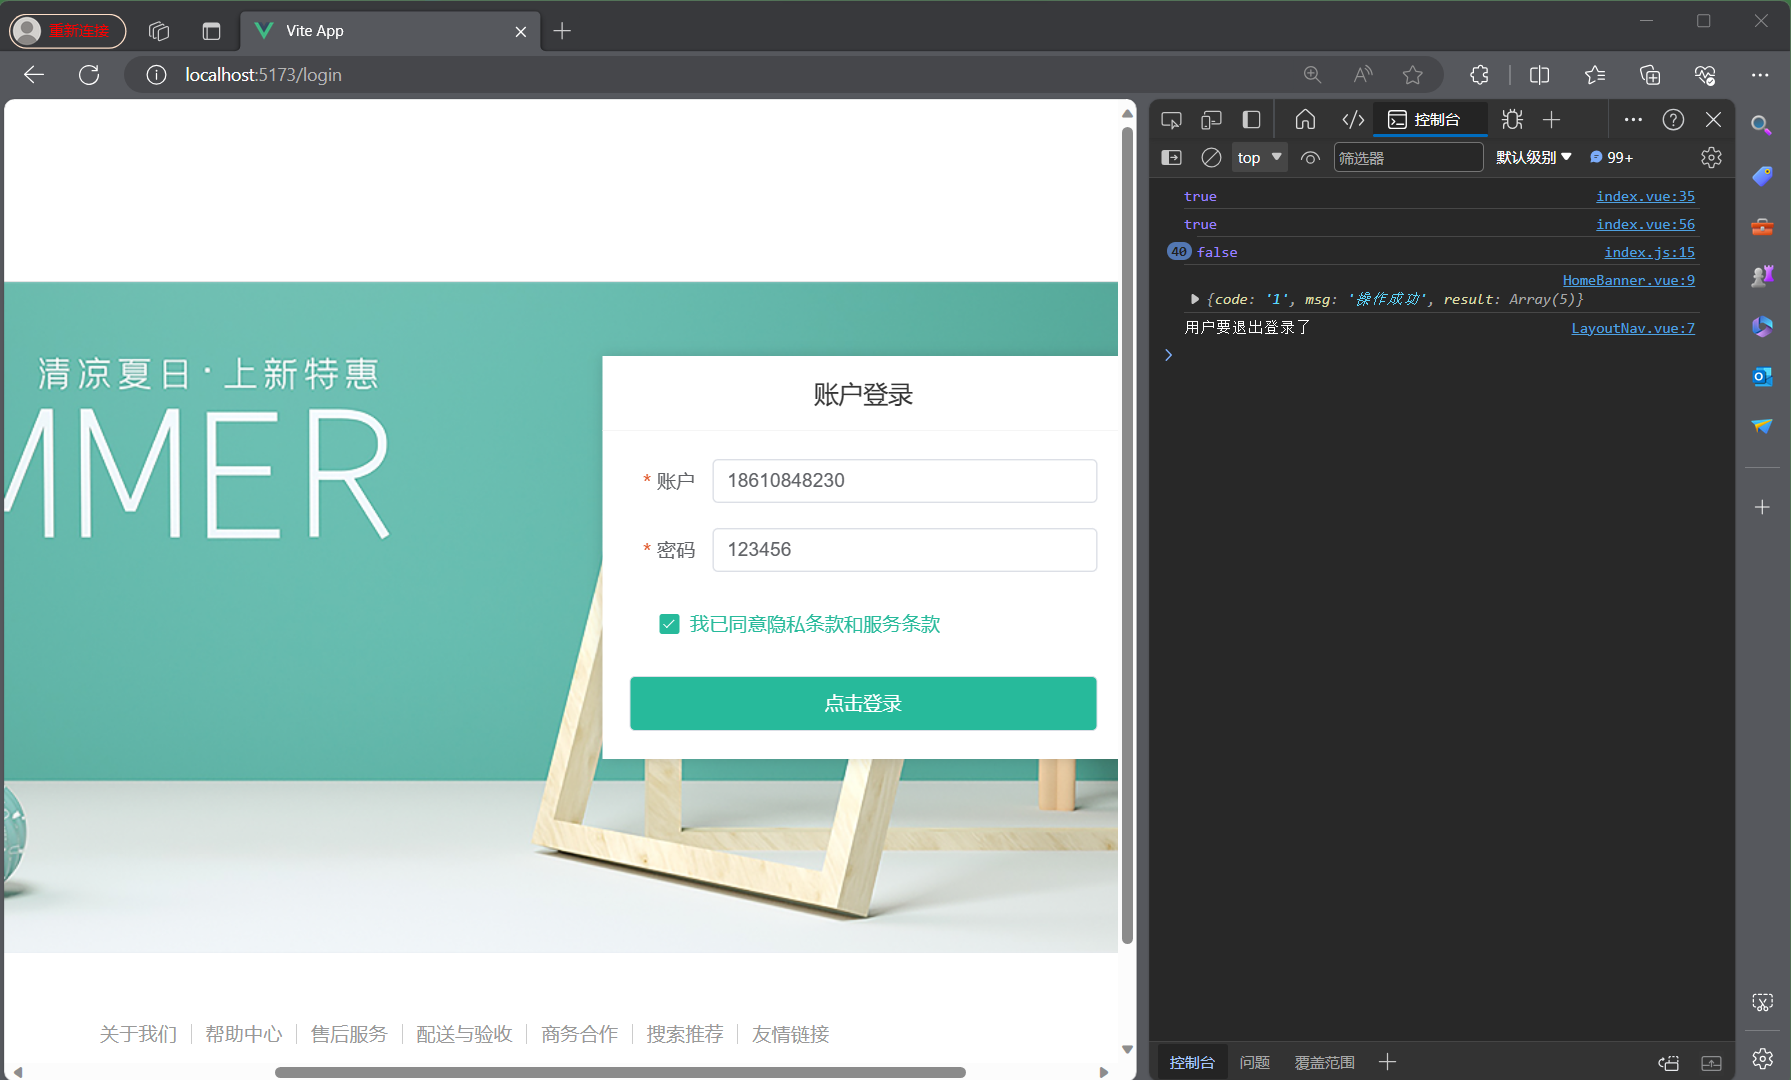 重新连接
Vite App
localhost:5173/login
控制台
top
筛选器
默认级别
99+
true index.vue:35
true index.vue:56
40 false index.js:15
HomeBanner.vue:9
{code: '1', msg: '操作成功', result: Array(5)}
用户要退出登录了 LayoutNav.vue:7
清凉夏日·上新特惠
MMER
账户登录
* 账户 18610848230
* 密码 123456
我已同意隐私条款和服务条款
点击登录
关于我们 帮助中心 售后服务 配送与验收 商务合作 搜索推荐 友情链接
控制台 问题 覆盖范围